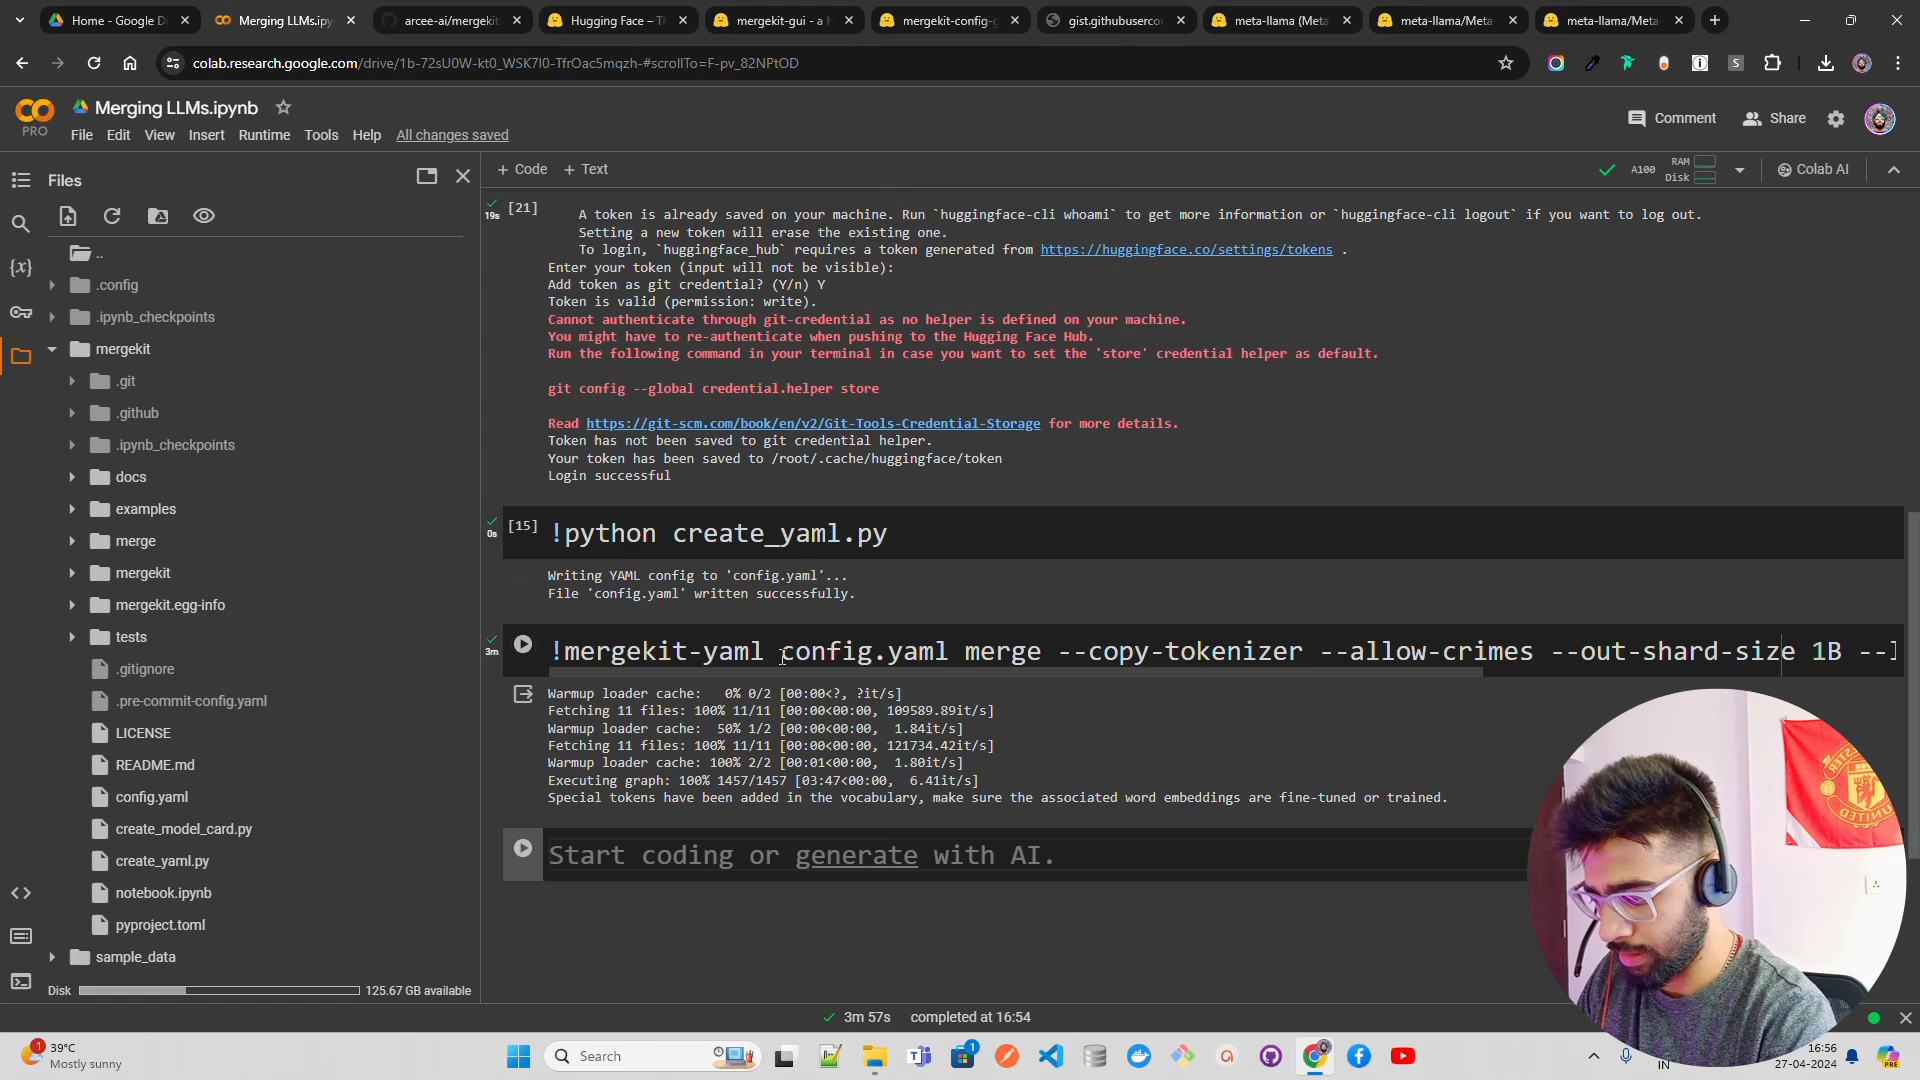 Home - Google D
Merging LLMs.ipy
arcee-ai/mergekit
Hugging Face – T
mergekit-gui - a H
mergekit-config-g
gist.githubuserco
meta-llama (Meta
meta-llama/Meta-
meta-llama/Meta-
colab.research.google.com/drive/1b-72sU0W-kt0_WSK7l0-TfrOac5mqzh-#scrollTo=F-pv_82NPtOD
PRO
Merging LLMs.ipynb
File Edit View Insert Runtime Tools Help All changes saved
Comment
Share
Files
+ Code + Text
A100
RAM
Disk
Colab AI
..
.config
.ipynb_checkpoints
mergekit
.git
.github
.ipynb_checkpoints
docs
examples
merge
mergekit
mergekit.egg-info
tests
.gitignore
.pre-commit-config.yaml
LICENSE
README.md
config.yaml
create_model_card.py
create_yaml.py
notebook.ipynb
pyproject.toml
sample_data
Disk 125.67 GB available
19s
[21]
A token is already saved on your machine. Run `huggingface-cli whoami` to get more information or `huggingface-cli logout` if you want to log out.
Setting a new token will erase the existing one.
To login, `huggingface_hub` requires a token generated from https://huggingface.co/settings/tokens .
Enter your token (input will not be visible):
Add token as git credential? (Y/n) Y
Token is valid (permission: write).
Cannot authenticate through git-credential as no helper is defined on your machine.
You might have to re-authenticate when pushing to the Hugging Face Hub.
Run the following command in your terminal in case you want to set the 'store' credential helper as default.
git config --global credential.helper store
Read https://git-scm.com/book/en/v2/Git-Tools-Credential-Storage for more details.
Token has not been saved to git credential helper.
Your token has been saved to /root/.cache/huggingface/token
Login successful
0s
[15]
!python create_yaml.py
Writing YAML config to 'config.yaml'...
File 'config.yaml' written successfully.
3m
!mergekit-yaml config.yaml merge --copy-tokenizer --allow-crimes --out-shard-size 1B --l
Warmup loader cache:   0% 0/2 [00:00<?, ?it/s]
Fetching 11 files: 100% 11/11 [00:00<00:00, 109589.89it/s]
Warmup loader cache:  50% 1/2 [00:00<00:00,  1.84it/s]
Fetching 11 files: 100% 11/11 [00:00<00:00, 121734.42it/s]
Warmup loader cache: 100% 2/2 [00:01<00:00,  1.80it/s]
Executing graph: 100% 1457/1457 [03:47<00:00,  6.41it/s]
Special tokens have been added in the vocabulary, make sure the associated word embeddings are fine-tuned or trained.
Start coding or generate with AI.
3m 57s completed at 16:54
1
39°C
Mostly sunny
Search
1
IN
16:56
27-04-2024
PRE
UNITED